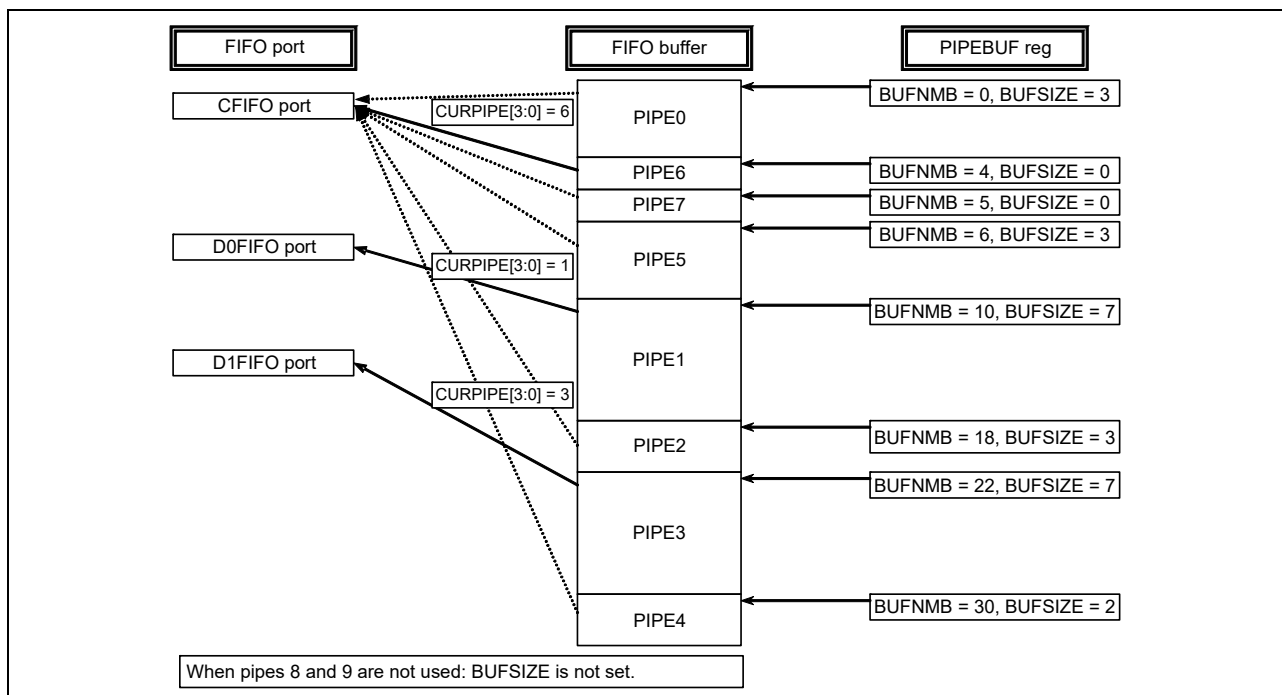 FIFO port
FIFO buffer
PIPEBUF reg
CFIFO port
CURPIPE[3:0] = 6
PIPE0
BUFNMB = 0, BUFSIZE = 3
PIPE6
BUFNMB = 4, BUFSIZE = 0
PIPE7
BUFNMB = 5, BUFSIZE = 0
D0FIFO port
CURPIPE[3:0] = 1
PIPE5
BUFNMB = 6, BUFSIZE = 3
PIPE1
BUFNMB = 10, BUFSIZE = 7
D1FIFO port
CURPIPE[3:0] = 3
PIPE2
BUFNMB = 18, BUFSIZE = 3
PIPE3
BUFNMB = 22, BUFSIZE = 7
PIPE4
BUFNMB = 30, BUFSIZE = 2
When pipes 8 and 9 are not used: BUFSIZE is not set.